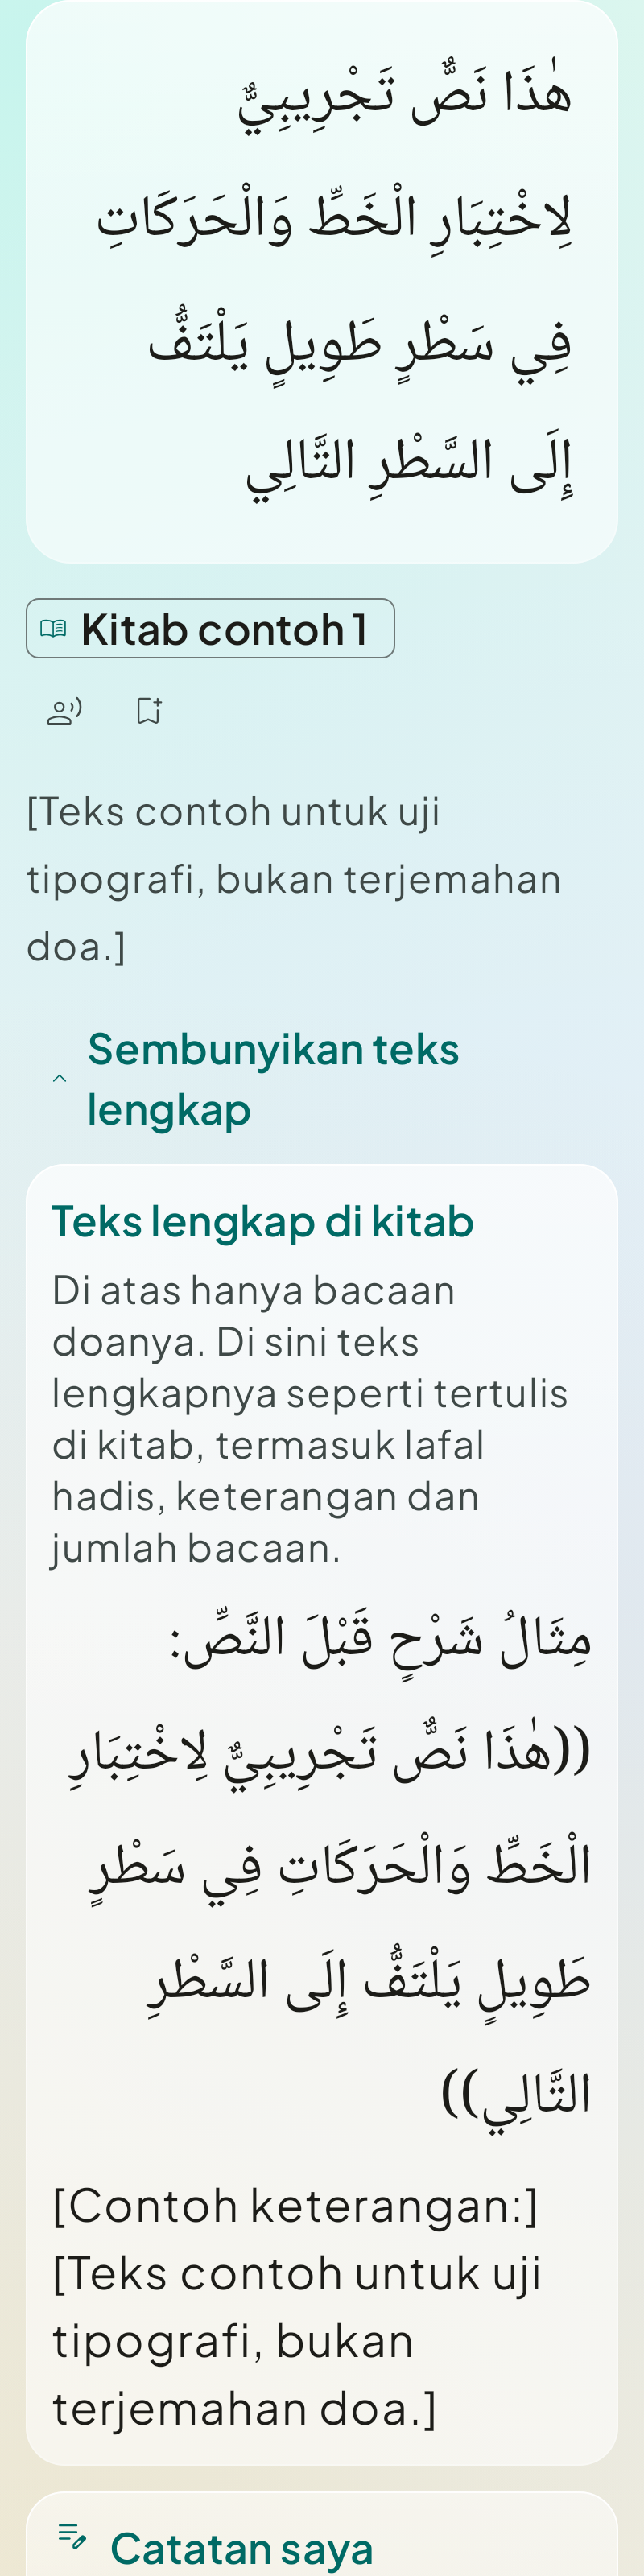 هٰذَا نَصٌّ تَجْرِيبِيٌّ
لِاخْتِبَارِ الْخَطِّ وَالْحَرَكَاتِ
فِي سَطْرٍ طَوِيلٍ يَلْتَفُّ
إِلَى السَّطْرِ التَّالِي
Kitab contoh 1
[Teks contoh untuk uji
tipografi, bukan terjemahan
doa.]
Sembunyikan teks
lengkap
Teks lengkap di kitab
Di atas hanya bacaan
doanya. Di sini teks
lengkapnya seperti tertulis
di kitab, termasuk lafal
hadis, keterangan dan
jumlah bacaan.
مِثَالُ شَرْحٍ قَبْلَ النَّصِّ:
((هٰذَا نَصٌّ تَجْرِيبِيٌّ لِاخْتِبَارِ
الْخَطِّ وَالْحَرَكَاتِ فِي سَطْرٍ
طَوِيلٍ يَلْتَفُّ إِلَى السَّطْرِ
التَّالِي))
[Contoh keterangan:]
[Teks contoh untuk uji
tipografi, bukan
terjemahan doa.]
Catatan saya